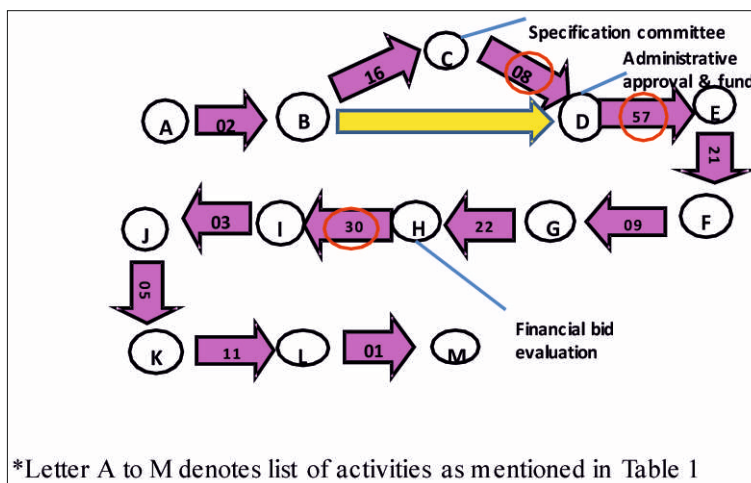 Specification committee
C
16
08
Administrative
approval & fund
A
02
B
D
57
E
21
J
03
I
30
H
22
G
09
F
05
Financial bid
evaluation
K
11
L
01
M
*Letter A to M denotes list of activities as mentioned in Table 1